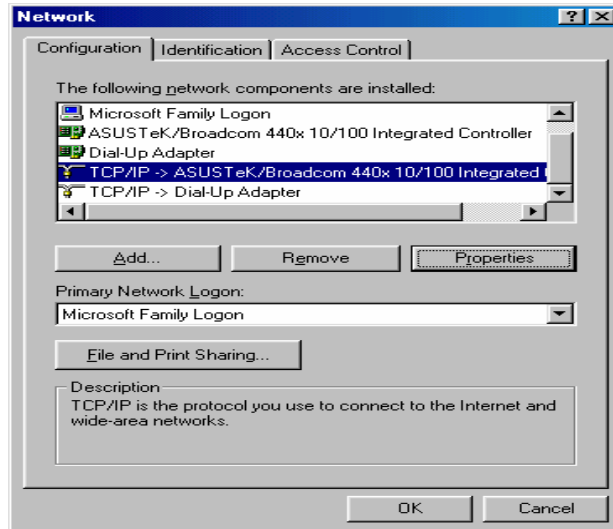 Network
Configuration Identification Access Control
The following network components are installed:
Microsoft Family Logon
ASUSTeK/Broadcom 440x 10/100 Integrated Controller
Dial-Up Adapter
TCP/IP -> ASUSTeK/Broadcom 440x 10/100 Integrated
TCP/IP -> Dial-Up Adapter
Add... Remove Properties
Primary Network Logon:
Microsoft Family Logon
File and Print Sharing...
Description
TCP/IP is the protocol you use to connect to the Internet and
wide-area networks.
OK Cancel